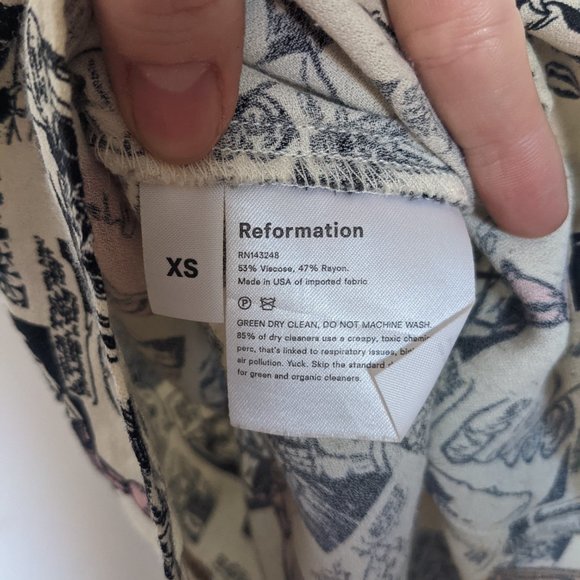 XS
Reformation
RN143248
53% Viscose, 47% Rayon.
Made in USA of imported fabric
P
GREEN DRY CLEAN, DO NOT MACHINE WASH.
85% of dry cleaners use a creepy, toxic
perc, that's linked to respiratory issues,
air pollution. Yuck. Skip the standard
for green and organic cleaners.